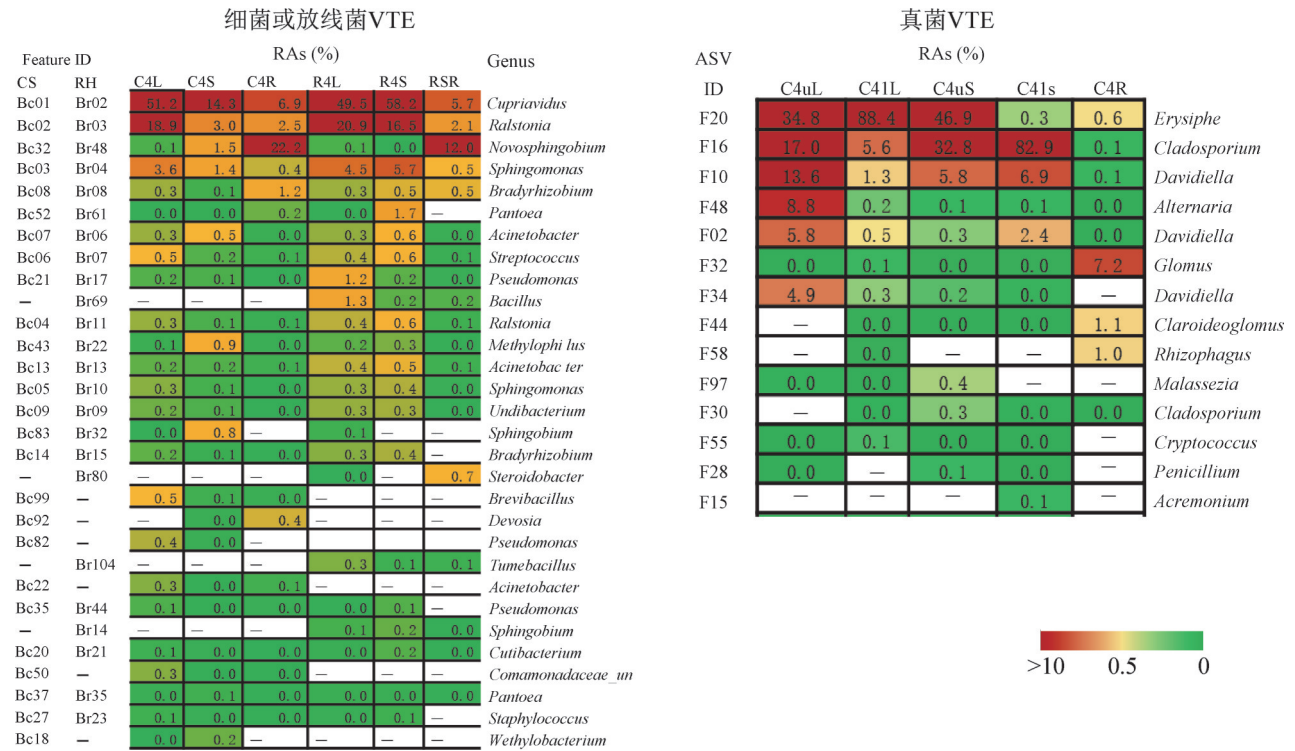 细菌或放线菌VTE
Feature ID RAs (%) Genus
CS RH C4L C4S C4R R4L R4S RSR
Bc01 Br02 51.2 14.3 6.9 49.5 58.2 5.7 Cupriavidus
Bc02 Br03 18.9 3.0 2.5 20.9 16.5 2.1 Ralstonia
Bc32 Br48 0.1 1.5 22.2 0.1 0.0 12.0 Novosphingobium
Bc03 Br04 3.6 1.4 0.4 4.5 5.7 0.5 Sphingomonas
Bc08 Br08 0.3 0.1 1.2 0.3 0.5 0.5 Bradyrhizobium
Bc52 Br61 0.0 0.0 0.2 0.0 1.7 — Pantoea
Bc07 Br06 0.3 0.5 0.0 0.3 0.6 0.0 Acinetobacter
Bc06 Br07 0.5 0.2 0.1 0.4 0.6 0.1 Streptococcus
Bc21 Br17 0.2 0.1 0.0 1.2 0.2 0.0 Pseudomonas
— Br69 — — — 1.3 0.2 0.2 Bacillus
Bc04 Br11 0.3 0.1 0.1 0.4 0.6 0.1 Ralstonia
Bc43 Br22 0.1 0.9 0.0 0.2 0.3 0.0 Methylophi lus
Bc13 Br13 0.2 0.2 0.1 0.4 0.5 0.1 Acinetobac ter
Bc05 Br10 0.3 0.1 0.0 0.3 0.4 0.0 Sphingomonas
Bc09 Br09 0.2 0.1 0.0 0.3 0.3 0.0 Undibacterium
Bc83 Br32 0.0 0.8 — 0.1 — — Sphingobium
Bc14 Br15 0.2 0.1 0.0 0.3 0.4 — Bradyrhizobium
— Br80 — — — 0.0 — 0.7 Steroidobacter
Bc99 — 0.5 0.1 0.0 — — — Brevibacillus
Bc92 — — 0.0 0.4 — — — Devosia
Bc82 — 0.4 0.0 — — — — Pseudomonas
— Br104 — — — 0.3 0.1 0.1 Tumebacillus
Bc22 — 0.3 0.0 0.1 — — — Acinetobacter
Bc35 Br44 0.1 0.0 0.0 0.0 0.1 — Pseudomonas
— Br14 — — — 0.1 0.2 0.0 Sphingobium
Bc20 Br21 0.1 0.0 0.0 0.0 0.2 0.0 Cutibacterium
Bc50 — 0.3 0.0 0.0 — — — Comamonadaceae_un
Bc37 Br35 0.0 0.1 0.0 0.0 0.0 0.0 Pantoea
Bc27 Br23 0.1 0.0 0.0 0.0 0.1 — Staphylococcus
Bc18 — 0.0 0.2 — — — — Wethylobacterium
真菌VTE
ASV RAs (%)
ID C4uL C41L C4uS C41s C4R
F20 34.8 88.4 46.9 0.3 0.6 Erysiphe
F16 17.0 5.6 32.8 82.9 0.1 Cladosporium
F10 13.6 1.3 5.8 6.9 0.1 Davidiella
F48 8.8 0.2 0.1 0.1 0.0 Alternaria
F02 5.8 0.5 0.3 2.4 0.0 Davidiella
F32 0.0 0.1 0.0 0.0 7.2 Glomus
F34 4.9 0.3 0.2 0.0 — Davidiella
F44 — 0.0 0.0 0.0 1.1 Claroideoglomus
F58 — 0.0 — — 1.0 Rhizophagus
F97 0.0 0.0 0.4 — — Malassezia
F30 — 0.0 0.3 0.0 0.0 Cladosporium
F55 0.0 0.1 0.0 0.0 — Cryptococcus
F28 0.0 — 0.1 0.0 — Penicillium
F15 — — — 0.1 — Acremonium
>10 0.5 0